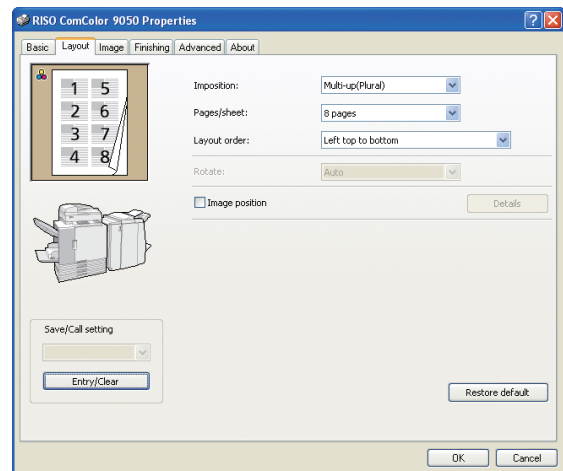 RISO ComColor 9050 Properties
Basic Layout Image Finishing Advanced About
1 5
2 6
3 7
4 8
Imposition: Multi-up(Plural)
Pages/sheet: 8 pages
Layout order: Left top to bottom
Rotate: Auto
Image position Details
Save/Call setting
Entry/Clear
Restore default
OK Cancel